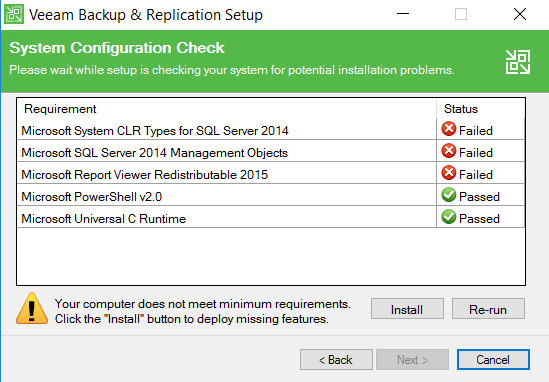 Veeam Backup & Replication Setup
System Configuration Check
Please wait while setup is checking your system for potential installation problems.
Requirement Status
Microsoft System CLR Types for SQL Server 2014 Failed
Microsoft SQL Server 2014 Management Objects Failed
Microsoft Report Viewer Redistributable 2015 Failed
Microsoft PowerShell v2.0 Passed
Microsoft Universal C Runtime Passed
Your computer does not meet minimum requirements.
Click the "Install" button to deploy missing features.
Install Re-run
< Back Next > Cancel